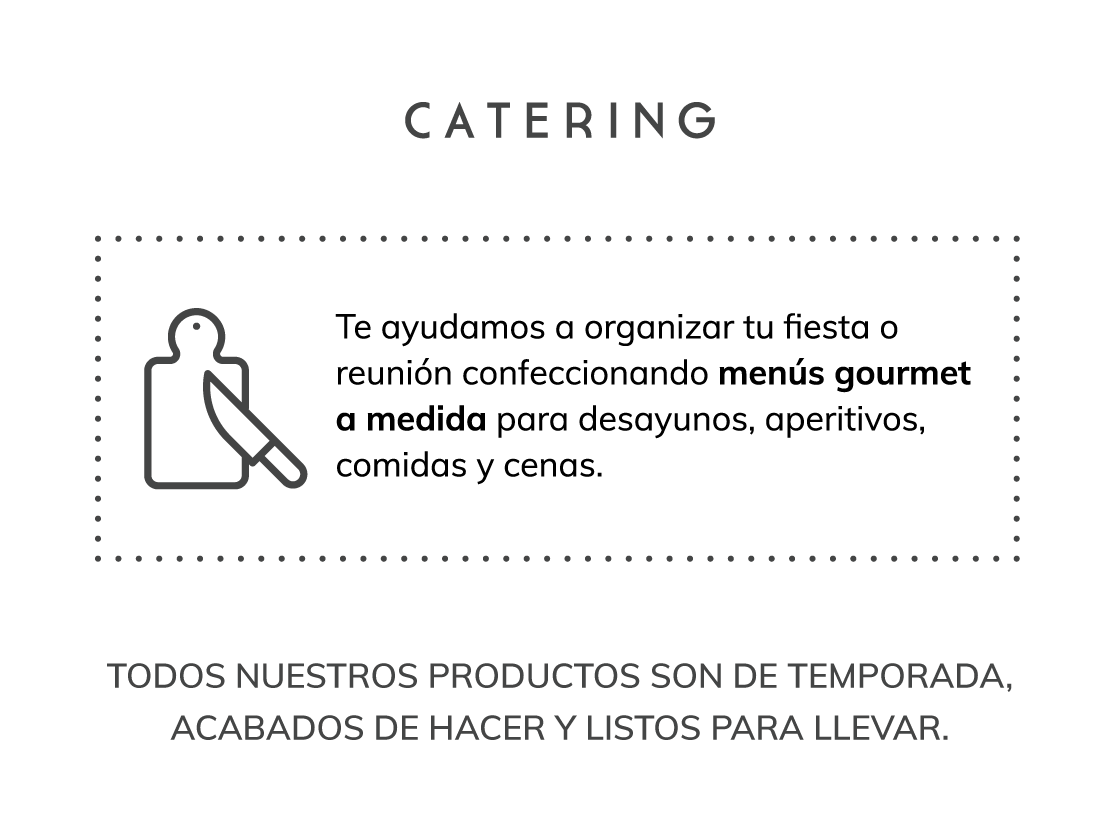 CATERING
Te ayudamos a organizar tu fiesta o
reunión confeccionando menús gourmet
a medida para desayunos, aperitivos,
comidas y cenas.
TODOS NUESTROS PRODUCTOS SON DE TEMPORADA,
ACABADOS DE HACER Y LISTOS PARA LLEVAR.